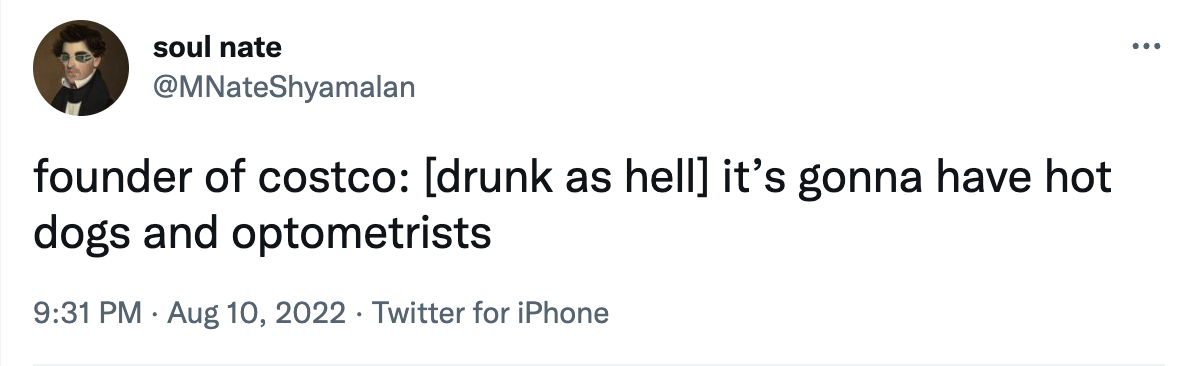 soul nate
@MNateShyamalan
founder of costco: [drunk as hell] it’s gonna have hot
dogs and optometrists
9:31 PM · Aug 10, 2022 · Twitter for iPhone